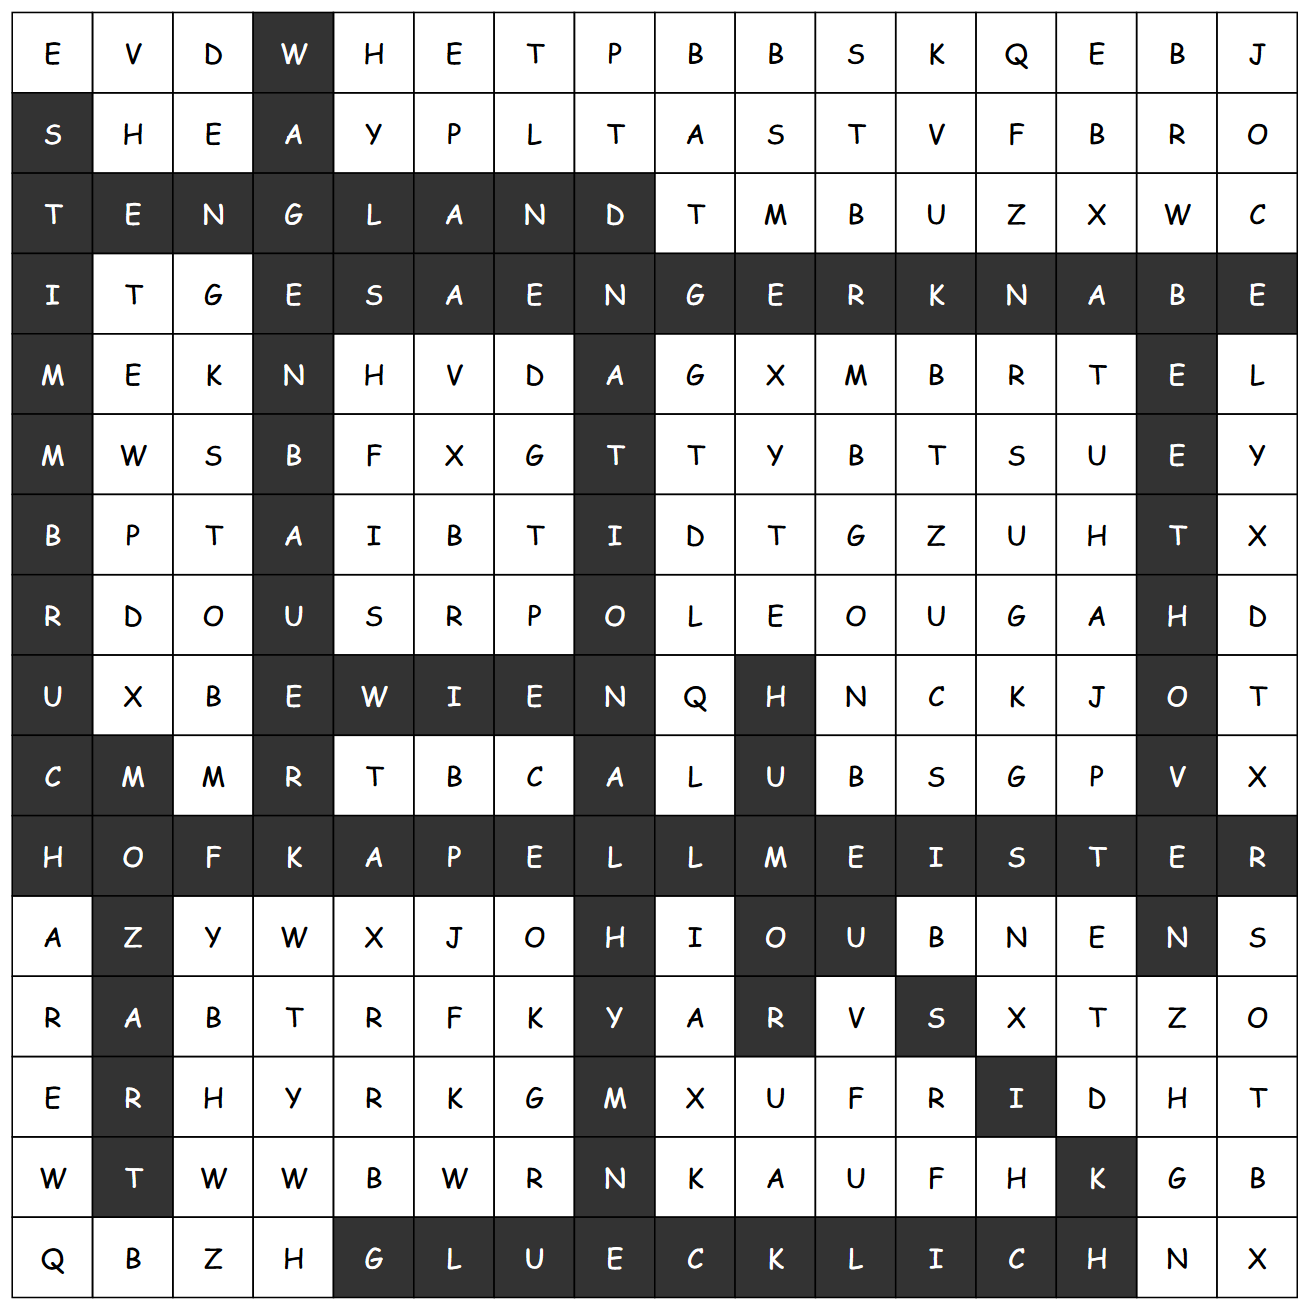 E V D W H E T P B B S K Q E B J
S H E A Y P L T A S T V F B R O
T E N G L A N D T M B U Z X W C
I T G E S A E N G E R K N A B E
M E K N H V D A G X M B R T E L
M W S B F X G T T Y B T S U E Y
B P T A I B T I D T G Z U H T X
R D O U S R P O L E O U G A H D
U X B E W I E N Q H N C K J O T
C M M R T B C A L U B S G P V X
H O F K A P E L L M E I S T E R
A Z Y W X J O H I O U B N E N S
R A B T R F K Y A R V S X T Z O
E R H Y R K G M X U F R I D H T
W T W W B W R N K A U F H K G B
Q B Z H G L U E C K L I C H N X